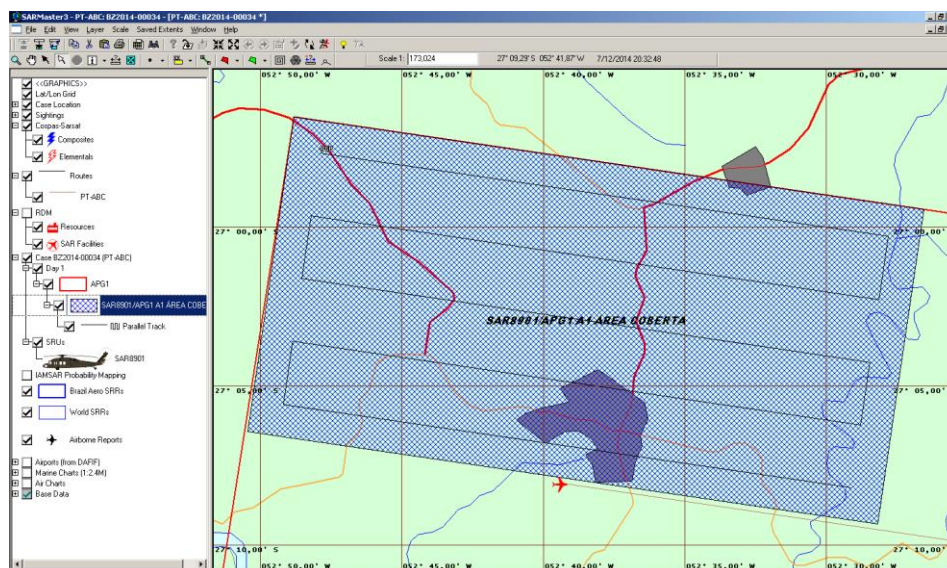 SARMaster3 - PT-ABC: BZ2014-00034 - [PT-ABC: BZ2014-00034 *]
File Edit View Layer Scale Saved Extents Window Help
Scale 1: 173,024 27° 09,29'S 052° 41,87' W 7/12/2014 20:32:48
<<GRAPHICS>>
Lat/Lon Grid
Case Location
Sightings
Cospas-Sarsat
Composites
Elementals
Routes
PT-ABC
RDM
Resources
SAR Facilities
Case BZ2014-00034 (PT-ABC)
Day 1
APG1
SAR8901/APG1 A1 ÁREA COBE
Parallel Track
SRUs
SAR8901
IAMSAR Probability Mapping
Brazil Aero SRRs
World SRRs
Airborne Reports
Airports (from DAFIF)
Marine Charts (1:2.4M)
Air Charts
Base Data
052° 50,00' W 052° 45,00' W 052° 40,00' W 052° 35,00' W 052° 30,00' W
27° 00,00' S 27° 00,00' S
SAR8901/APG1 A1 ÁREA COBERTA
27° 05,00' S 27° 05,00' S
27° 10,00' S 27° 10,00' S
052° 50,00' W 052° 45,00' W 052° 40,00' W 052° 35,00' W 052° 30,00' W